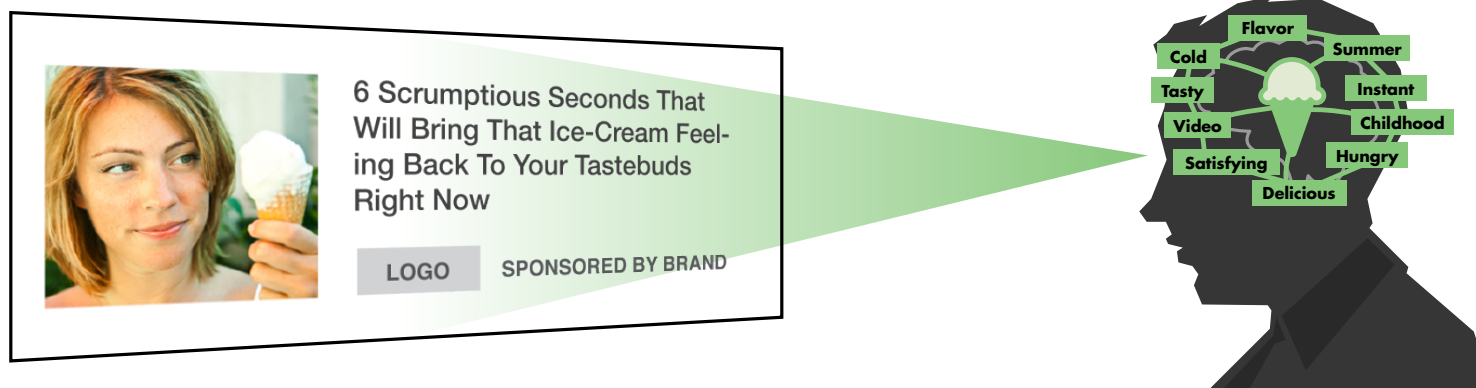 6 Scrumptious Seconds That
Will Bring That Ice-Cream Feel-
ing Back To Your Tastebuds
Right Now
LOGO
SPONSORED BY BRAND
Flavor
Cold
Summer
Tasty
Instant
Video
Childhood
Satisfying
Hungry
Delicious